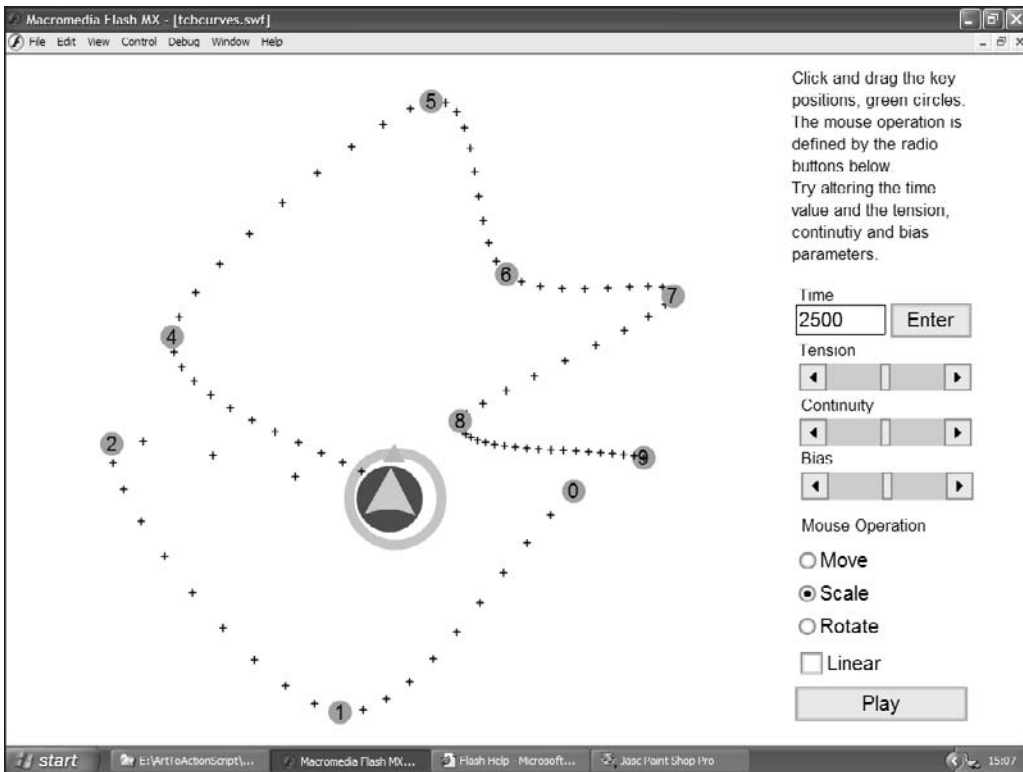 Macromedia Flash MX - [tcbcurves.swf]
File Edit View Control Debug Window Help
Click and drag the key
positions, green circles.
The mouse operation is
defined by the radio
buttons below.
Try altering the time
value and the tension,
continutiy and bias
parameters.
Time
2500 Enter
Tension
Continuity
Bias
Mouse Operation
Move
Scale
Rotate
Linear
Play
5
6
7
4
8
2
9
0
1
start E:\ArtToActionScript\... Macromedia Flash MX... Flash Help - Microsoft... Jasc Paint Shop Pro 15:07